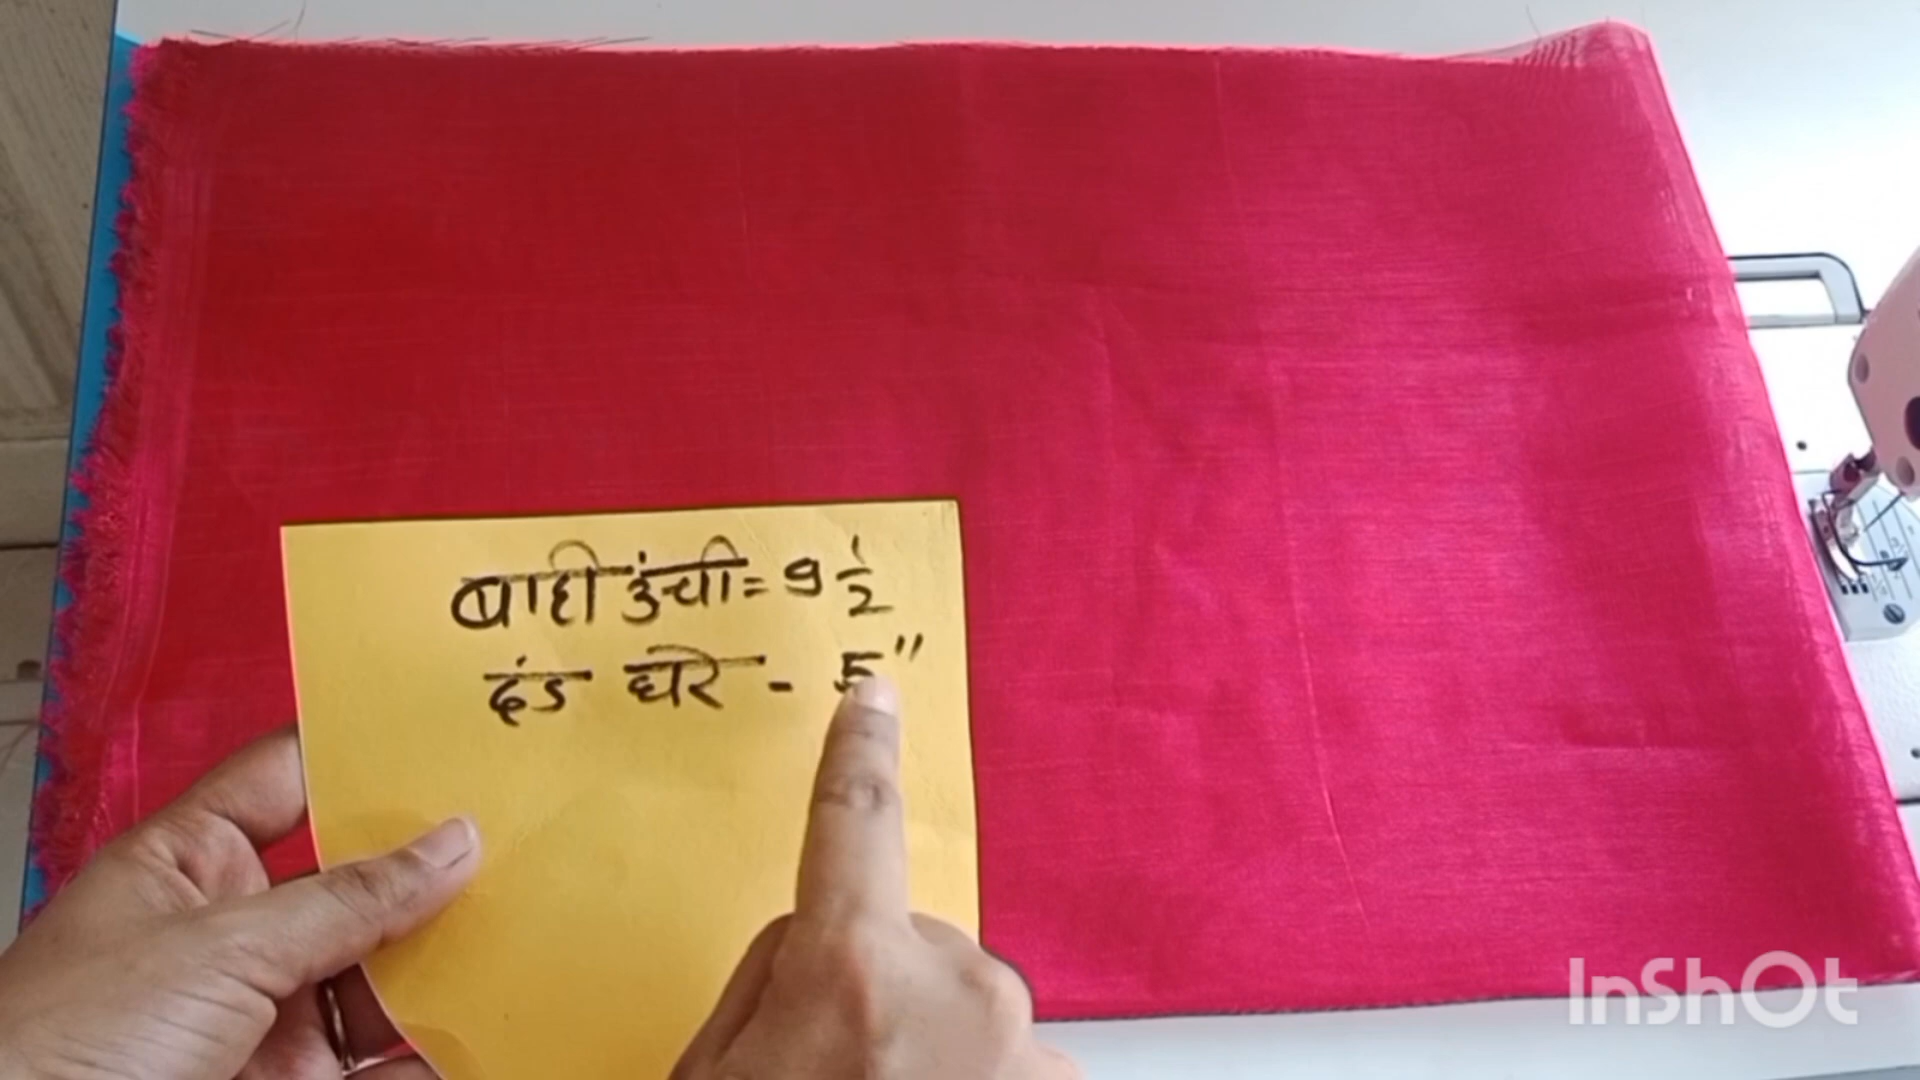 बाही उंची = 9 1/2
दंड घेर - 5"
InShOt